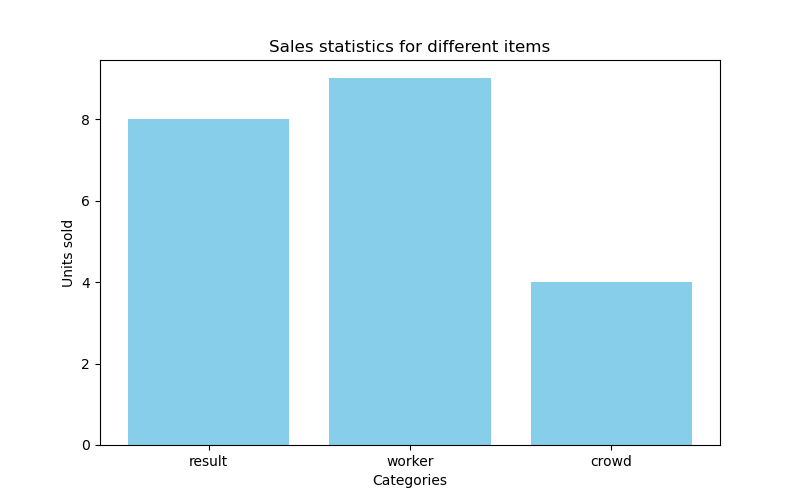 Sales statistics for different items
Units sold
8
6
4
2
0
result worker crowd
Categories